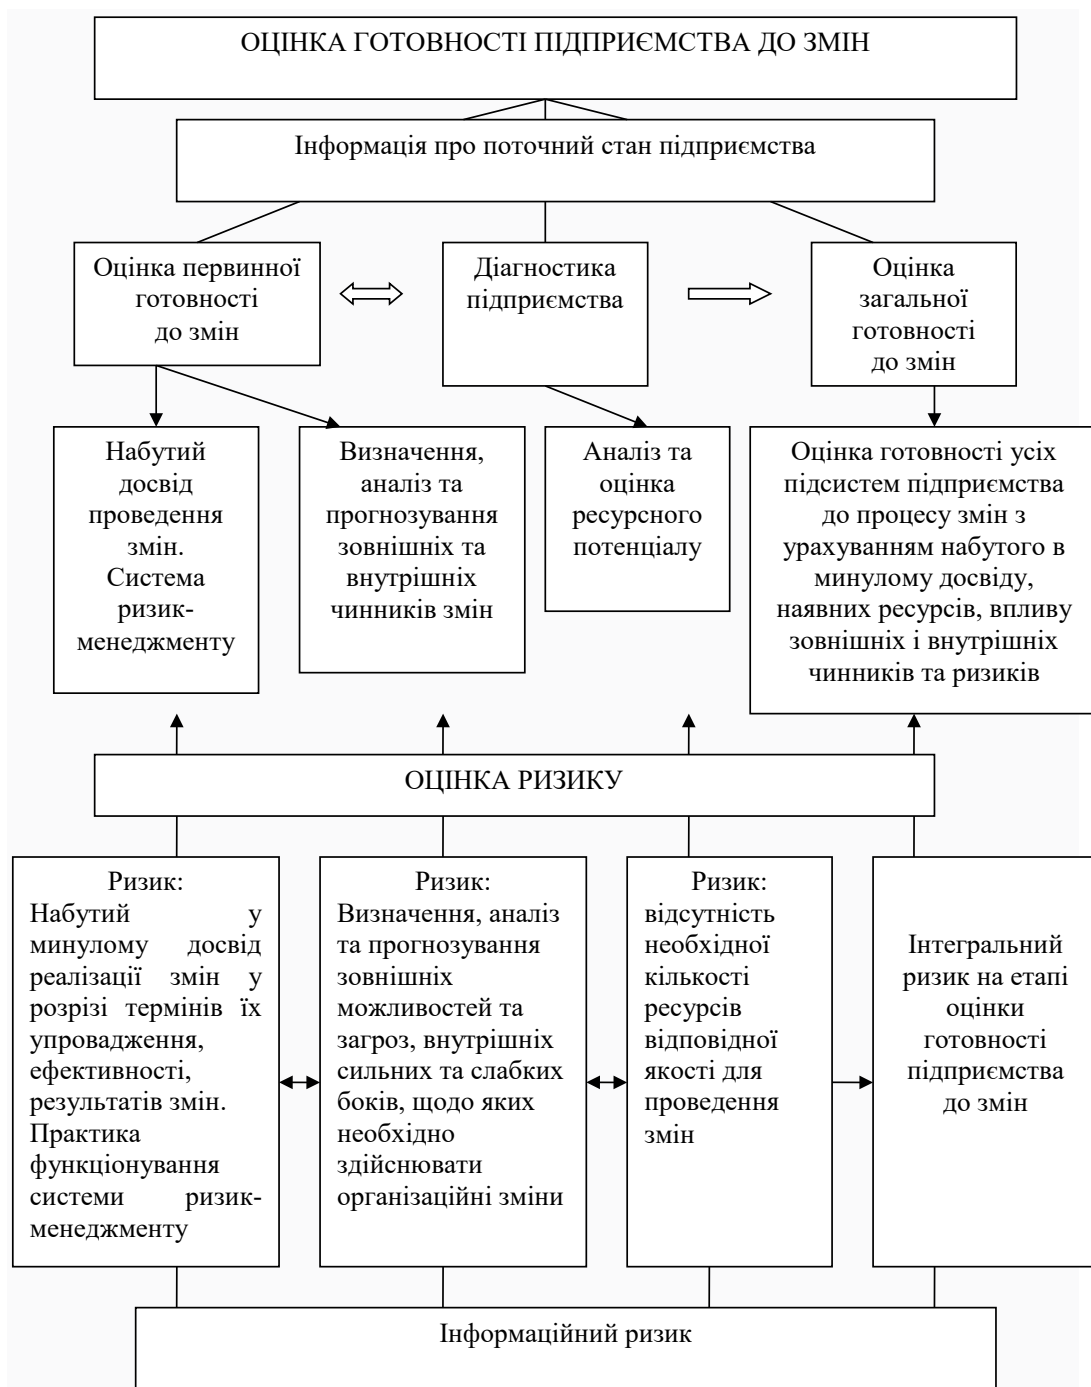 ОЦІНКА ГОТОВНОСТІ ПІДПРИЄМСТВА ДО ЗМІН
Інформація про поточний стан підприємства
Оцінка первинної
готовності
до змін
Діагностика
підприємства
Оцінка
загальної
готовності
до змін
Набутий
досвід
проведення
змін.
Система
ризик-
менеджменту
Визначення,
аналіз та
прогнозування
зовнішніх та
внутрішніх
чинників змін
Аналіз та
оцінка
ресурсного
потенціалу
Оцінка готовності усіх
підсистем підприємства
до процесу змін з
урахуванням набутого в
минулому досвіду,
наявних ресурсів, впливу
зовнішніх і внутрішніх
чинників та ризиків
ОЦІНКА РИЗИКУ
Ризик:
Набутий у
минулому досвід
реалізації змін у
розрізі термінів їх
упровадження,
ефективності,
результатів змін.
Практика
функціонування
системи ризик-
менеджменту
Ризик:
Визначення, аналіз
та прогнозування
зовнішніх
можливостей та
загроз, внутрішніх
сильних та слабких
боків, щодо яких
необхідно
здійснювати
організаційні зміни
Ризик:
відсутність
необхідної
кількості
ресурсів
відповідної
якості для
проведення
змін
Інтегральний
ризик на етапі
оцінки
готовності
підприємства
до змін
Інформаційний ризик